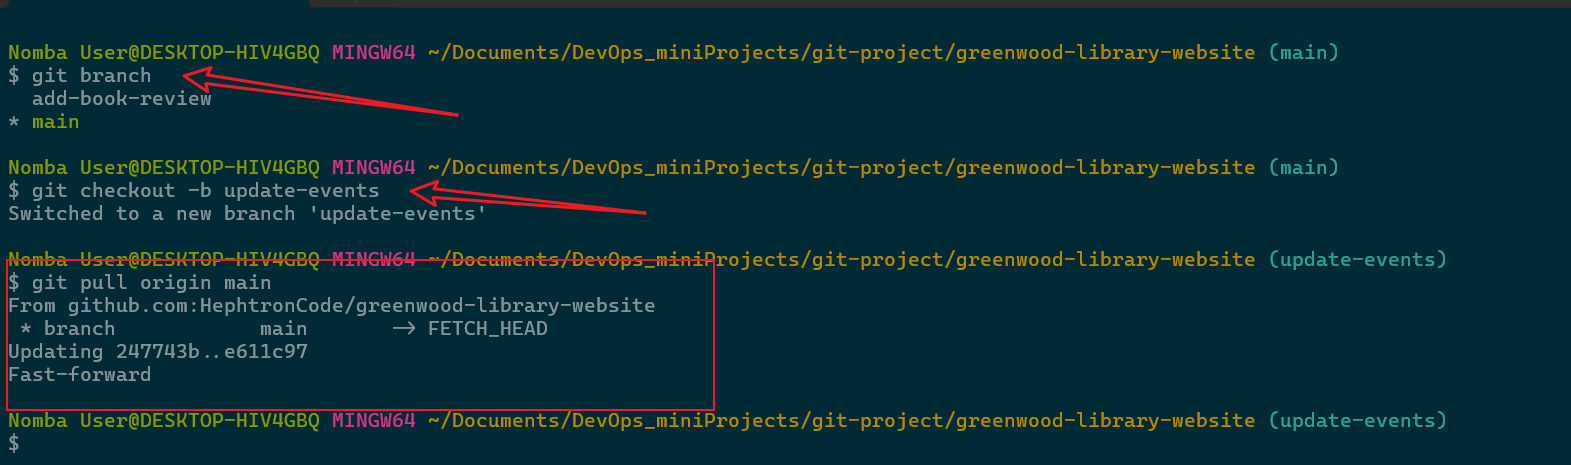 Nomba User@DESKTOP-HIV4GBQ MINGW64 ~/Documents/DevOps_miniProjects/git-project/greenwood-library-website (main)
$ git branch
  add-book-review
* main
Nomba User@DESKTOP-HIV4GBQ MINGW64 ~/Documents/DevOps_miniProjects/git-project/greenwood-library-website (main)
$ git checkout -b update-events
Switched to a new branch 'update-events'
Nomba User@DESKTOP-HIV4GBQ MINGW64 ~/Documents/DevOps_miniProjects/git-project/greenwood-library-website (update-events)
$ git pull origin main
From github.com:HephtronCode/greenwood-library-website
 * branch            main       -> FETCH_HEAD
Updating 247743b..e611c97
Fast-forward
Nomba User@DESKTOP-HIV4GBQ MINGW64 ~/Documents/DevOps_miniProjects/git-project/greenwood-library-website (update-events)
$